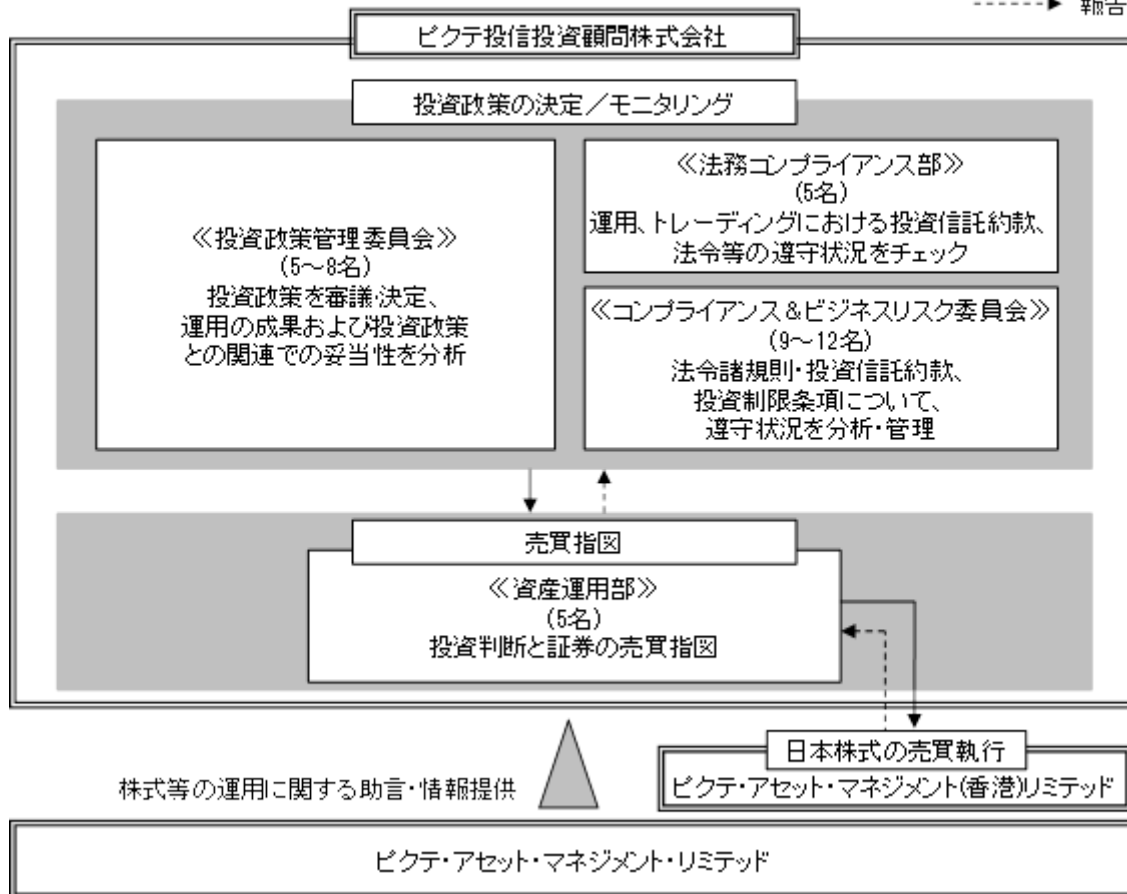 報告
ピクテ投信投資顧問株式会社
投資政策の決定／モニタリング
≪投資政策管理委員会≫
(5～8名)
投資政策を審議・決定、
運用の成果および投資政策
との関連での妥当性を分析
≪法務コンプライアンス部≫
(5名)
運用、トレーディングにおける投資信託約款、
法令等の遵守状況をチェック
≪コンプライアンス＆ビジネスリスク委員会≫
(9～12名)
法令諸規則・投資信託約款、
投資制限条項について、
遵守状況を分析・管理
売買指図
≪資産運用部≫
(5名)
投資判断と証券の売買指図
日本株式の売買執行
ピクテ・アセット・マネジメント(香港)リミテッド
株式等の運用に関する助言・情報提供
ピクテ・アセット・マネジメント・リミテッド